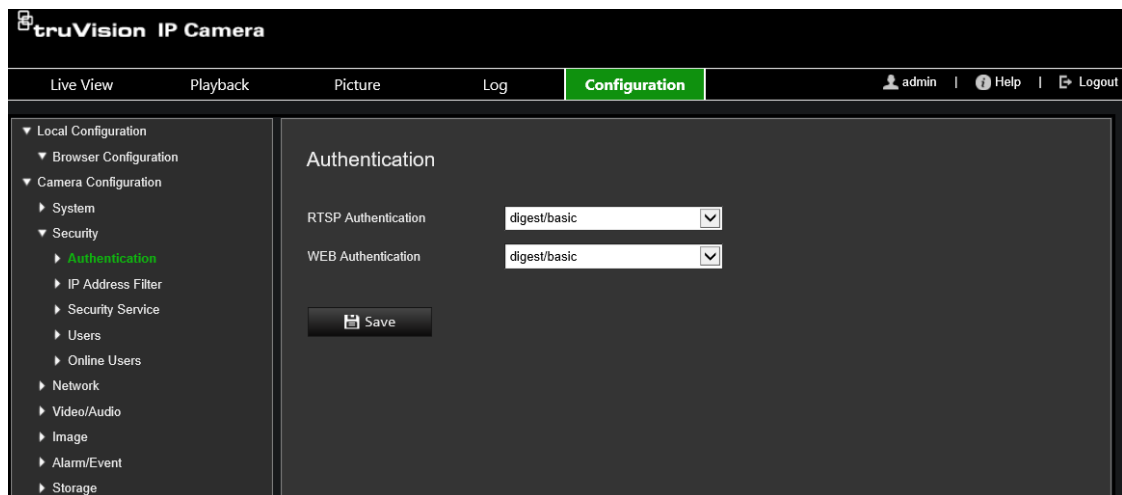 truVision IP Camera
Live View Playback Picture Log Configuration admin | Help | Logout
Local Configuration
Browser Configuration
Camera Configuration
System
Security
Authentication
IP Address Filter
Security Service
Users
Online Users
Network
Video/Audio
Image
Alarm/Event
Storage
Authentication
RTSP Authentication digest/basic
WEB Authentication digest/basic
Save